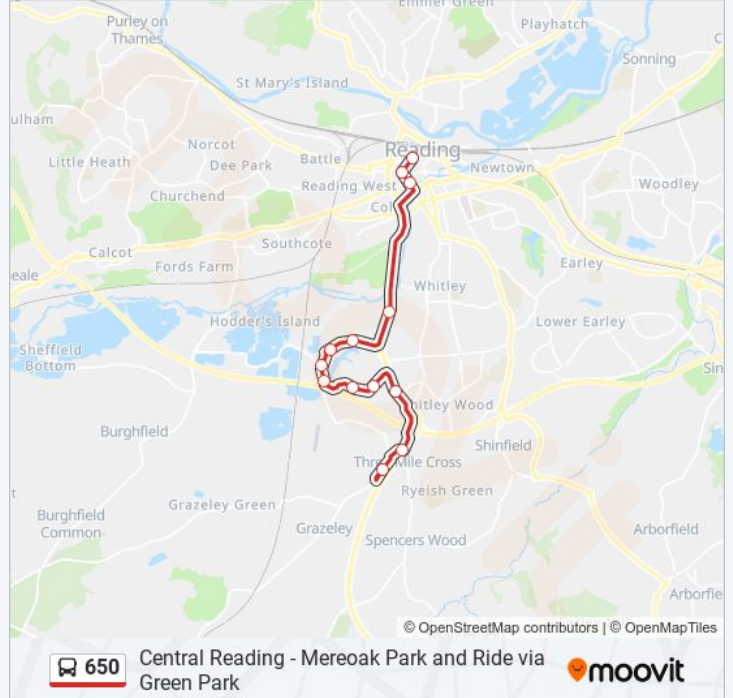 Emmer Green
Purley on
Thames
Playhatch
Sonning
St Mary's Island
ulham
Norcot
Reading
Battle
Little Heath
Dee Park
Newtown
Reading West
Woodley
Churchend
Col
Southcote
Calcot
Earley
Fords Farm
eale
Whitley
Hodder's Island
Lower Earley
Sheffield
Bottom
Sin
hitley Wood
Burghfield
Shinfield
Three Mile Cross
t
Ryeish Green
Grazeley Green
Burghfield
Common
Grazeley
Arborfield
Spencers Wood
Arborfie
© OpenStreetMap contributors | © OpenMapTiles
650
Central Reading - Mereoak Park and Ride via
Green Park
moovit